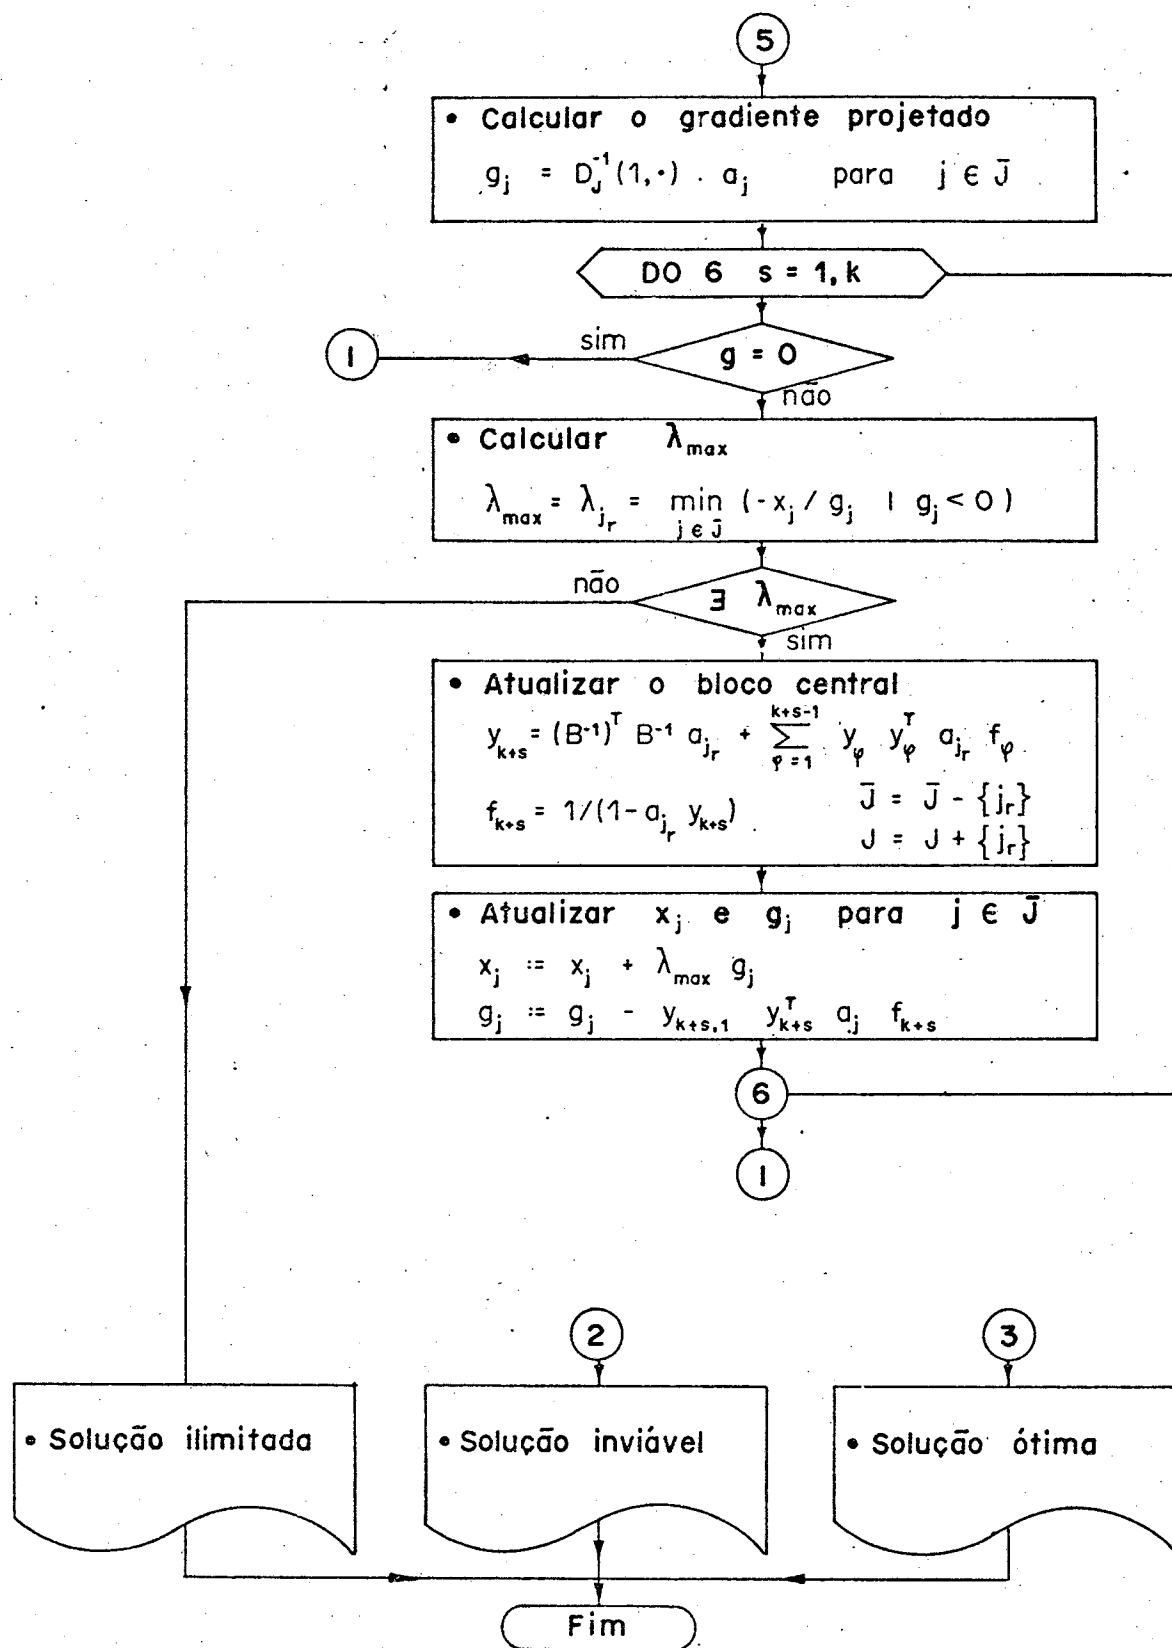 5
• Calcular o gradiente projetado
g_j = D_J^{-1}(1,·) . a_j para j ∈ J̄
DO 6 s = 1, k
sim
1
g = 0
não
• Calcular λ_max
λ_max = λ_{j_r} = min_{j ∈ J̄} (-x_j / g_j | g_j < 0)
não
∃ λ_max
sim
• Atualizar o bloco central
y_{k+s} = (B^{-1})^T B^{-1} a_{j_r} + ∑_{φ=1}^{k+s-1} y_φ y_φ^T a_{j_r} f_φ
f_{k+s} = 1/(1- a_{j_r} y_{k+s}) J̄ = J̄ - {j_r}
J = J + {j_r}
• Atualizar x_j e g_j para j ∈ J̄
x_j := x_j + λ_max g_j
g_j := g_j - y_{k+s,1} y_{k+s}^T a_j f_{k+s}
6
1
2
3
• Solução ilimitada
• Solução inviável
• Solução ótima
Fim